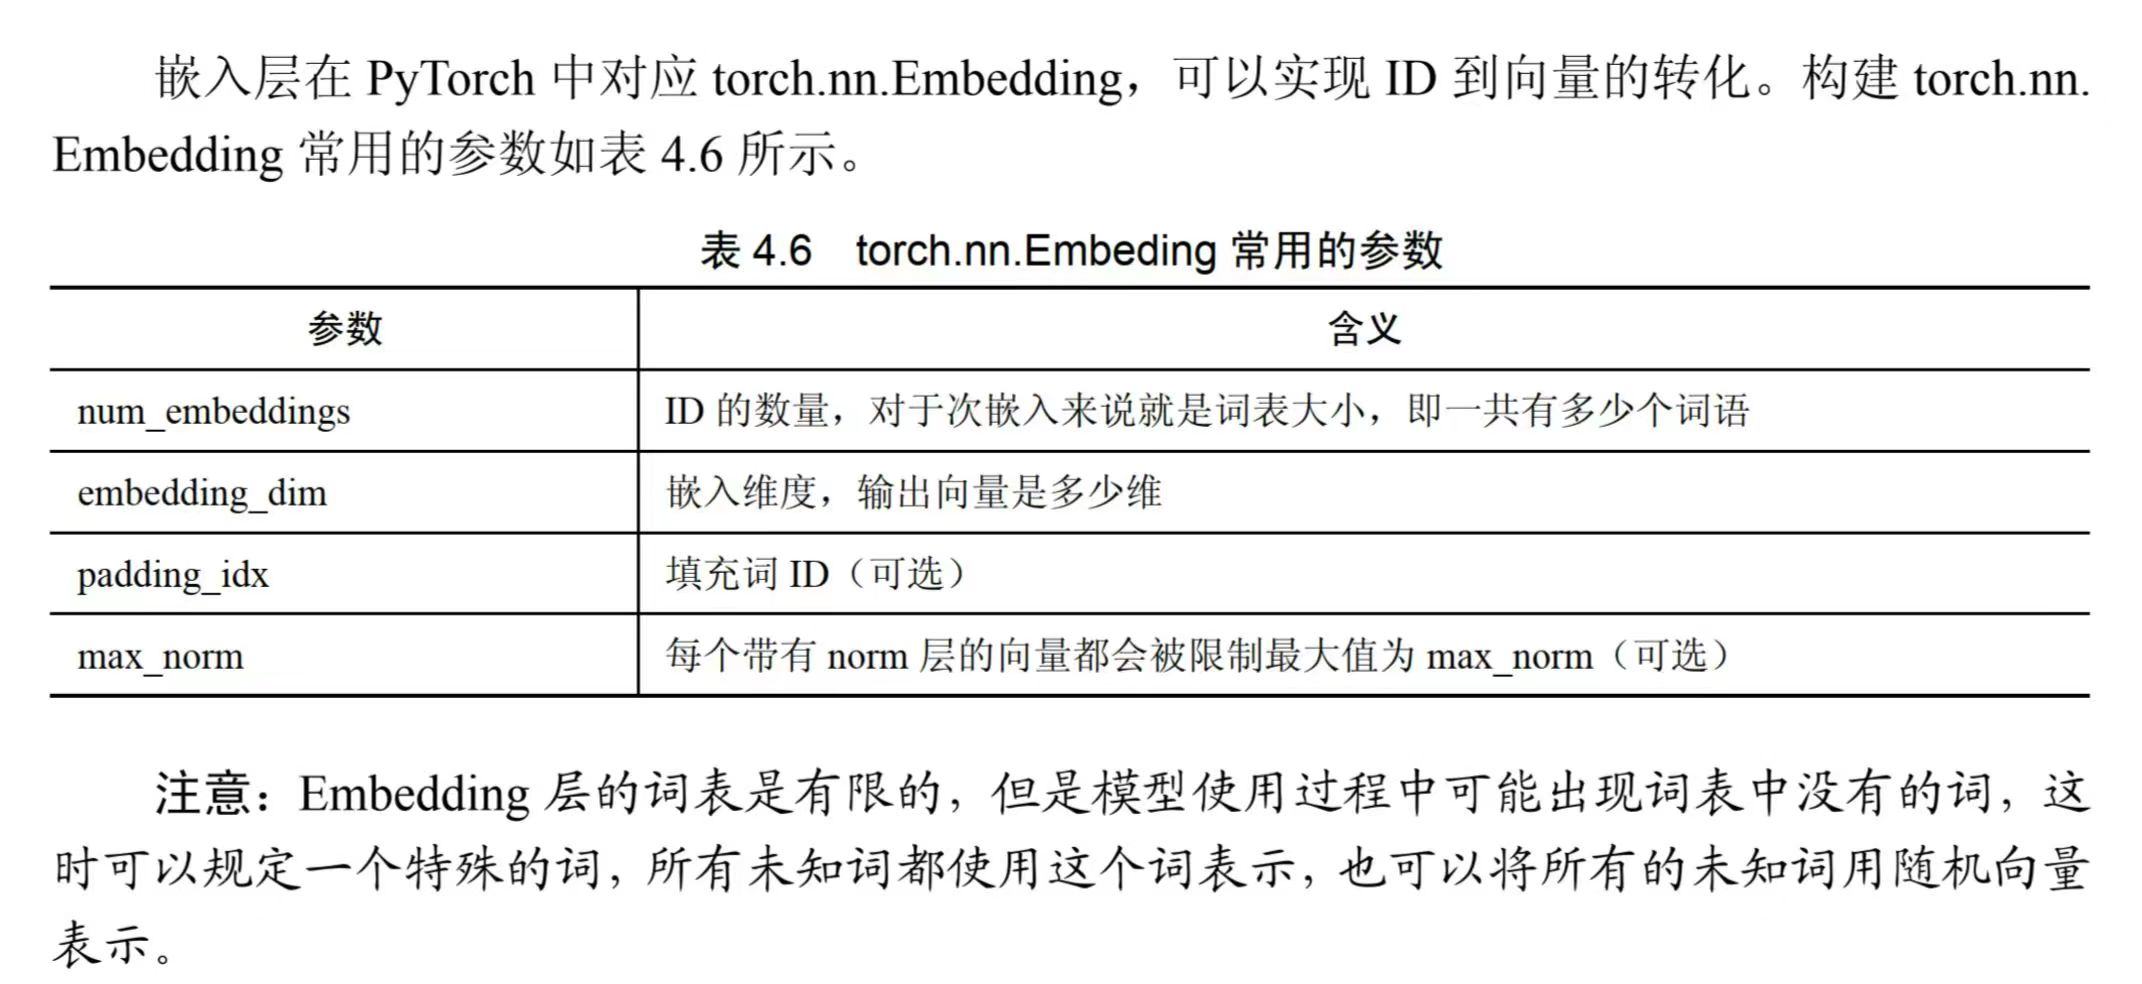 嵌入层在 PyTorch 中对应 torch.nn.Embedding，可以实现 ID 到向量的转化。构建 torch.nn.
Embedding 常用的参数如表 4.6 所示。
表 4.6 torch.nn.Embeding 常用的参数
参数 含义
num_embeddings ID 的数量，对于次嵌入来说就是词表大小，即一共有多少个词语
embedding_dim 嵌入维度，输出向量是多少维
padding_idx 填充词 ID（可选）
max_norm 每个带有 norm 层的向量都会被限制最大值为 max_norm（可选）
注意：Embedding 层的词表是有限的，但是模型使用过程中可能出现词表中没有的词，这
时可以规定一个特殊的词，所有未知词都使用这个词表示，也可以将所有的未知词用随机向量
表示。